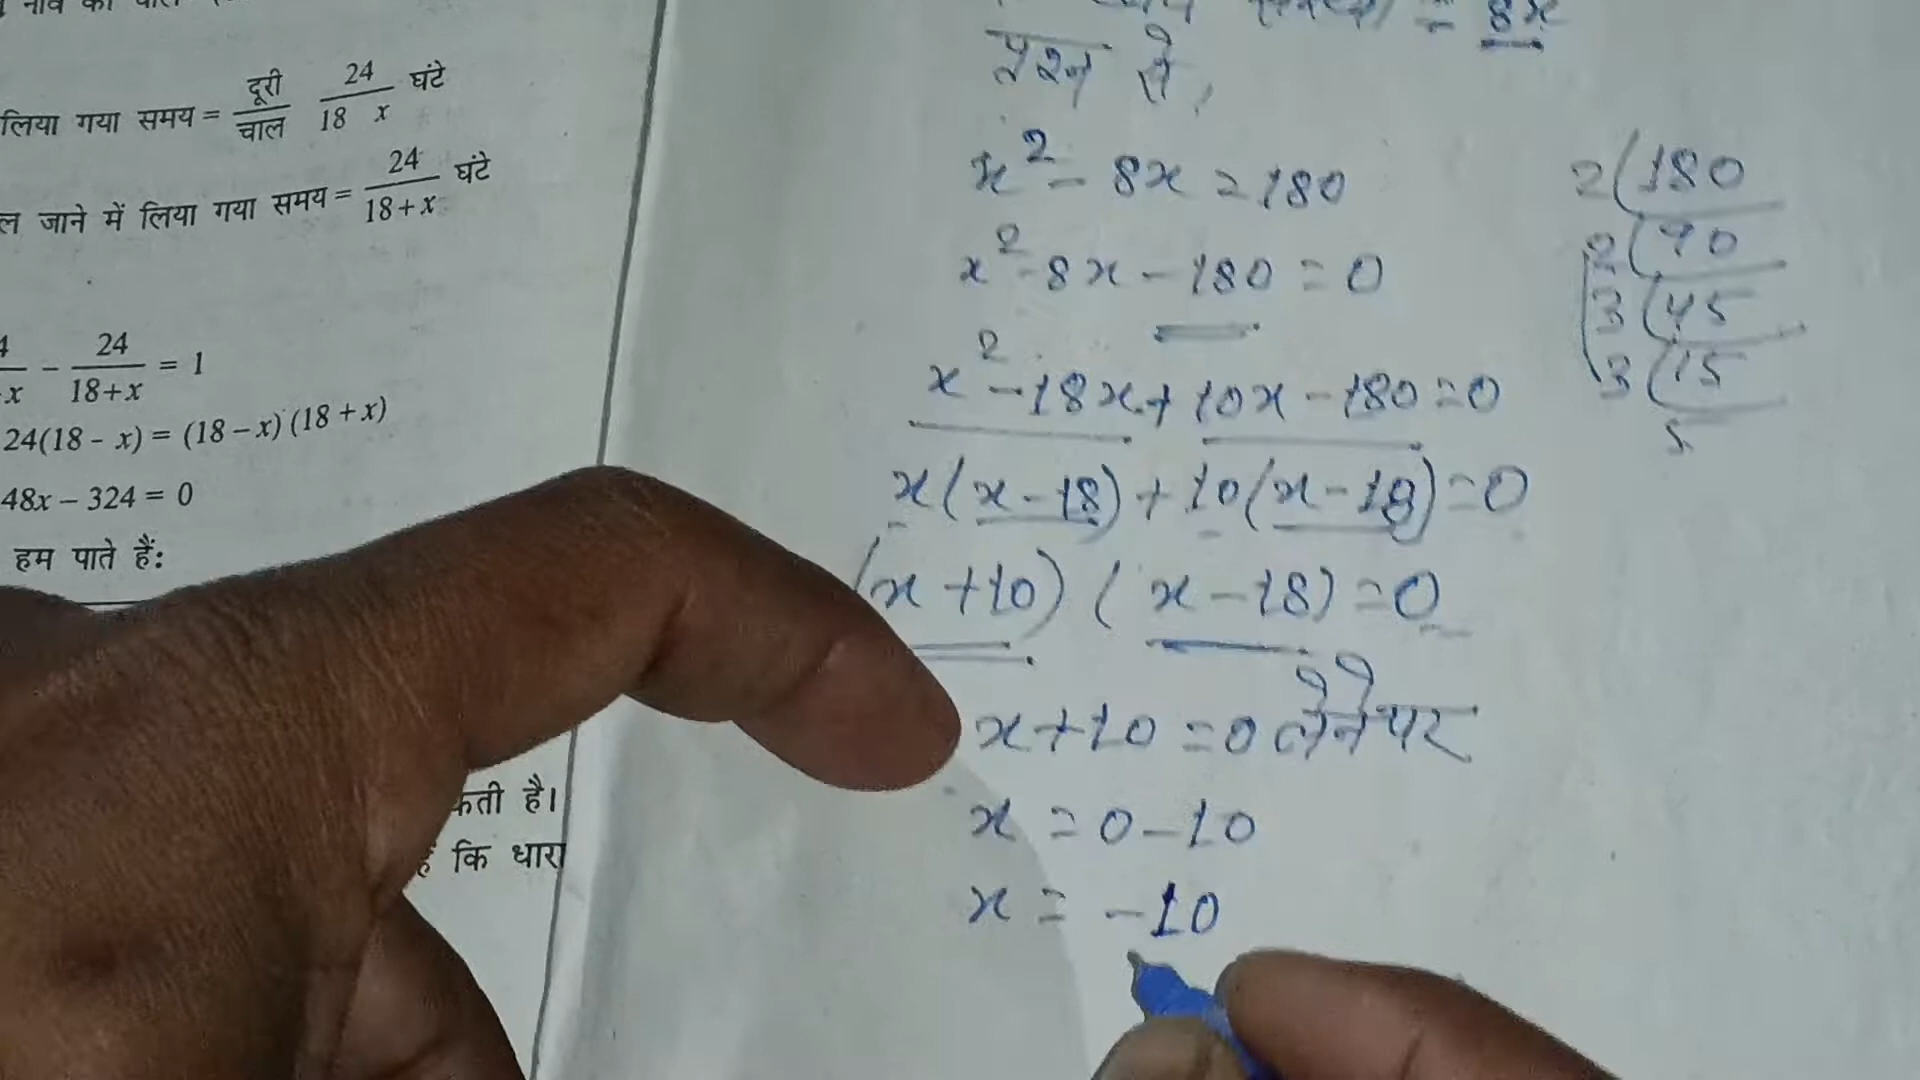 नाव की चाल
लिया गया समय = दूरी/चाल 24/18 x घंटे
ल जाने में लिया गया समय = 24/18+x घंटे
- 24/18+x = 1
24(18 - x) = (18 – x) (18 + x)
48x – 324 = 0
हम पाते हैं:
कती है।
कि धारा
= 8x
प्रश्न से,
x² - 8x = 180
x² - 8x - 180 = 0
x² - 18x + 10x - 180 = 0
x(x-18) + 10(x-18) = 0
(x+10) (x-18) = 0
x+10 = 0 लेने पर
x = 0-10
x = -10
2(180
2(90
3(45
3(15
5